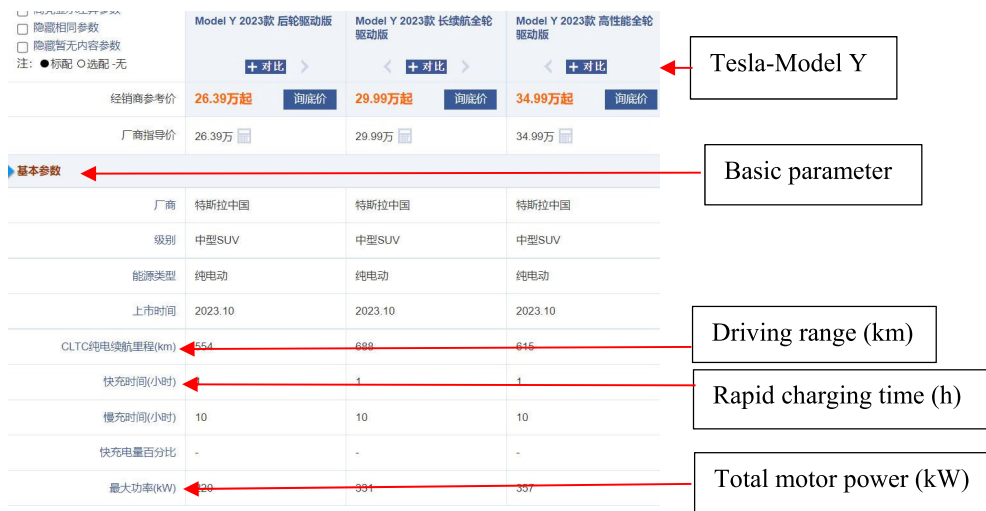 Model Y 2023款 后轮驱动版
Model Y 2023款 长续航全轮
驱动版
Model Y 2023款 高性能全轮
驱动版
隐藏相同参数
隐藏暂无内容参数
注: ●标配 ○选配 -无
+ 对比
+ 对比
+ 对比
Tesla-Model Y
经销商参考价 26.39万起 询底价 29.99万起 询底价 34.99万起 询底价
厂商指导价 26.39万 29.99万 34.99万
基本参数
Basic parameter
厂商 特斯拉中国 特斯拉中国 特斯拉中国
级别 中型SUV 中型SUV 中型SUV
能源类型 纯电动 纯电动 纯电动
上市时间 2023.10 2023.10 2023.10
CLTC纯电续航里程(km) 554 688 615
Driving range (km)
快充时间(小时) 1 1
Rapid charging time (h)
慢充时间(小时) 10 10 10
快充电量百分比 - - -
最大功率(kW) 220 331 357
Total motor power (kW)